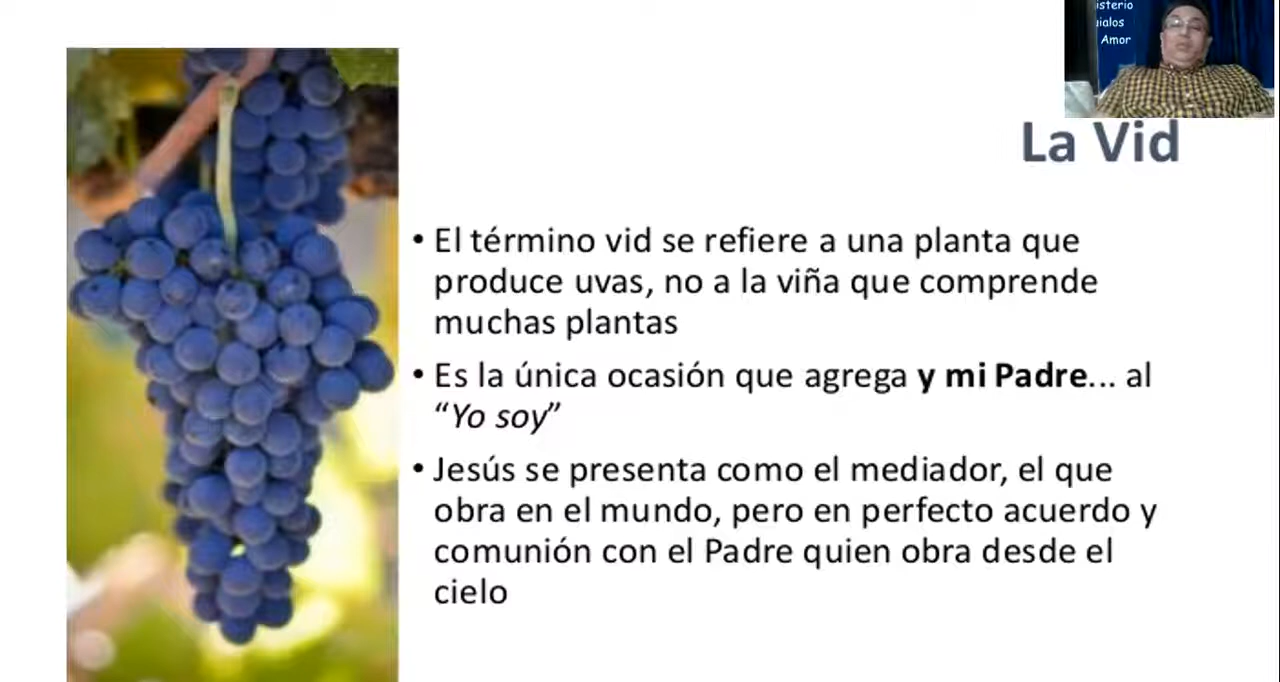 isterio
Amor
La Vid
• El término vid se refiere a una planta que
produce uvas, no a la viña que comprende
muchas plantas
• Es la única ocasión que agrega y mi Padre... al
“Yo soy”
• Jesús se presenta como el mediador, el que
obra en el mundo, pero en perfecto acuerdo y
comunión con el Padre quien obra desde el
cielo